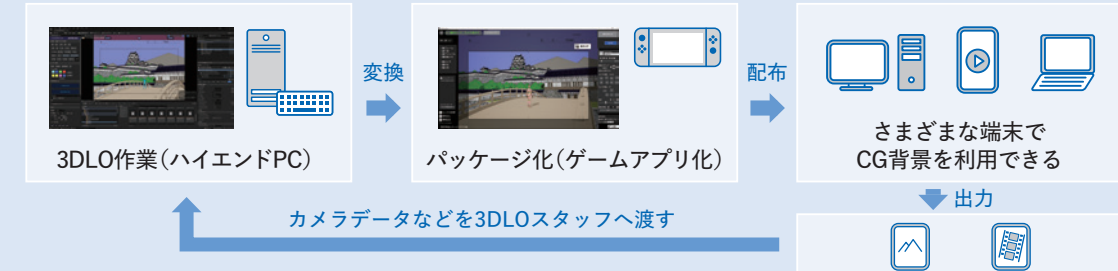 変換
配布
3DLO作業(ハイエンドPC)
パッケージ化(ゲームアプリ化)
さまざまな端末で
CG背景を利用できる
出力
カメラデータなどを3DLOスタッフへ渡す